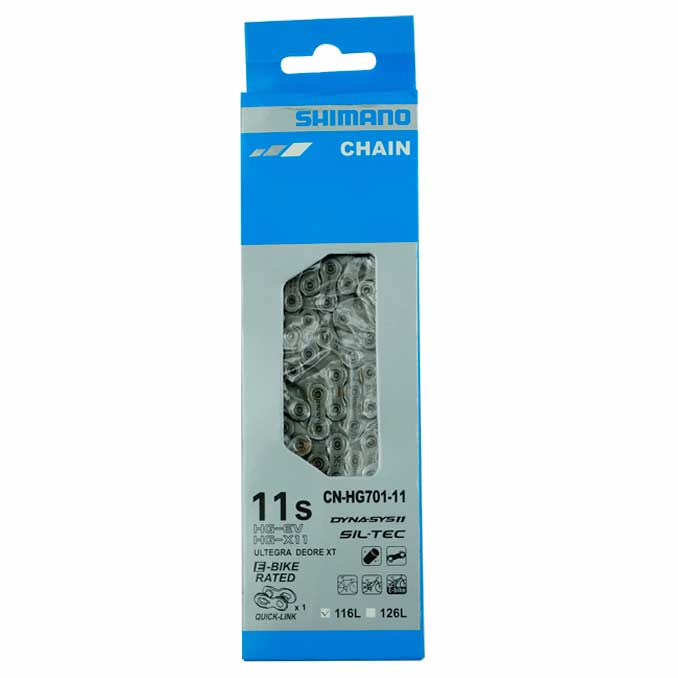 SHIMANO
CHAIN
11s
CN-HG701-11
HG-EV
HG-X11
DYNA-SYS11
SIL-TEC
ULTEGRA DEORE XT
E-BIKE
RATED
x 1
QUICK-LINK
116L 126L
E-bike